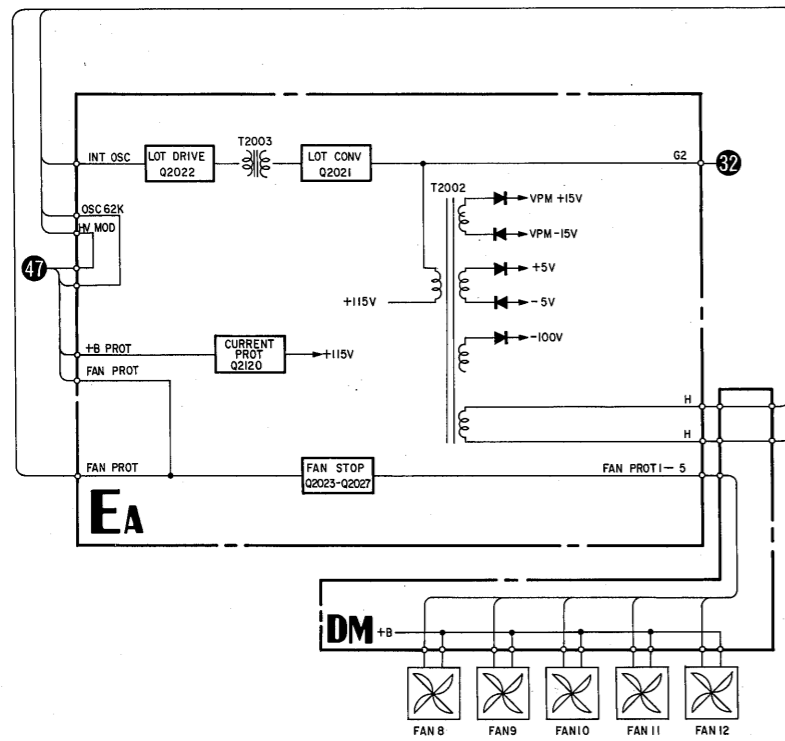 INT OSC
LOT DRIVE
Q2022
T2003
LOT CONV
Q2021
G2
32
T2002
VPM +15V
OSC 62K
VPM -15V
HV MOD
47
+5V
+115V
-5V
+B PROT
CURRENT
PROT
Q2120
+115V
-100V
FAN PROT
H
H
FAN PROT
FAN STOP
Q2023-Q2027
FAN PROT 1-5
EA
DM +B
FAN 8
FAN 9
FAN 10
FAN 11
FAN 12